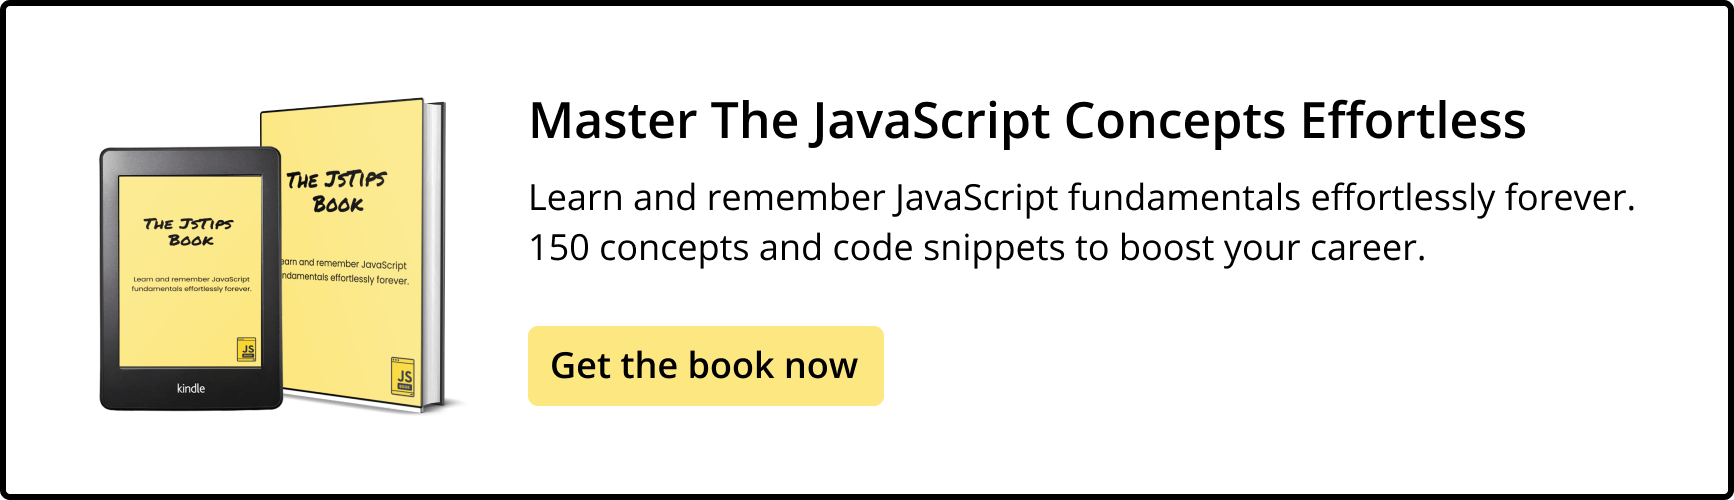 Master The JavaScript Concepts Effortless
Learn and remember JavaScript fundamentals effortlessly forever.
150 concepts and code snippets to boost your career.
Get the book now
THE JSTIPS
BOOK
Learn and remember JavaScript
fundamentals effortlessly forever.
JS
kindle
THE JSTIPS
BOOK
earn and remember JavaScript
ndamentals effortlessly forever.
JS